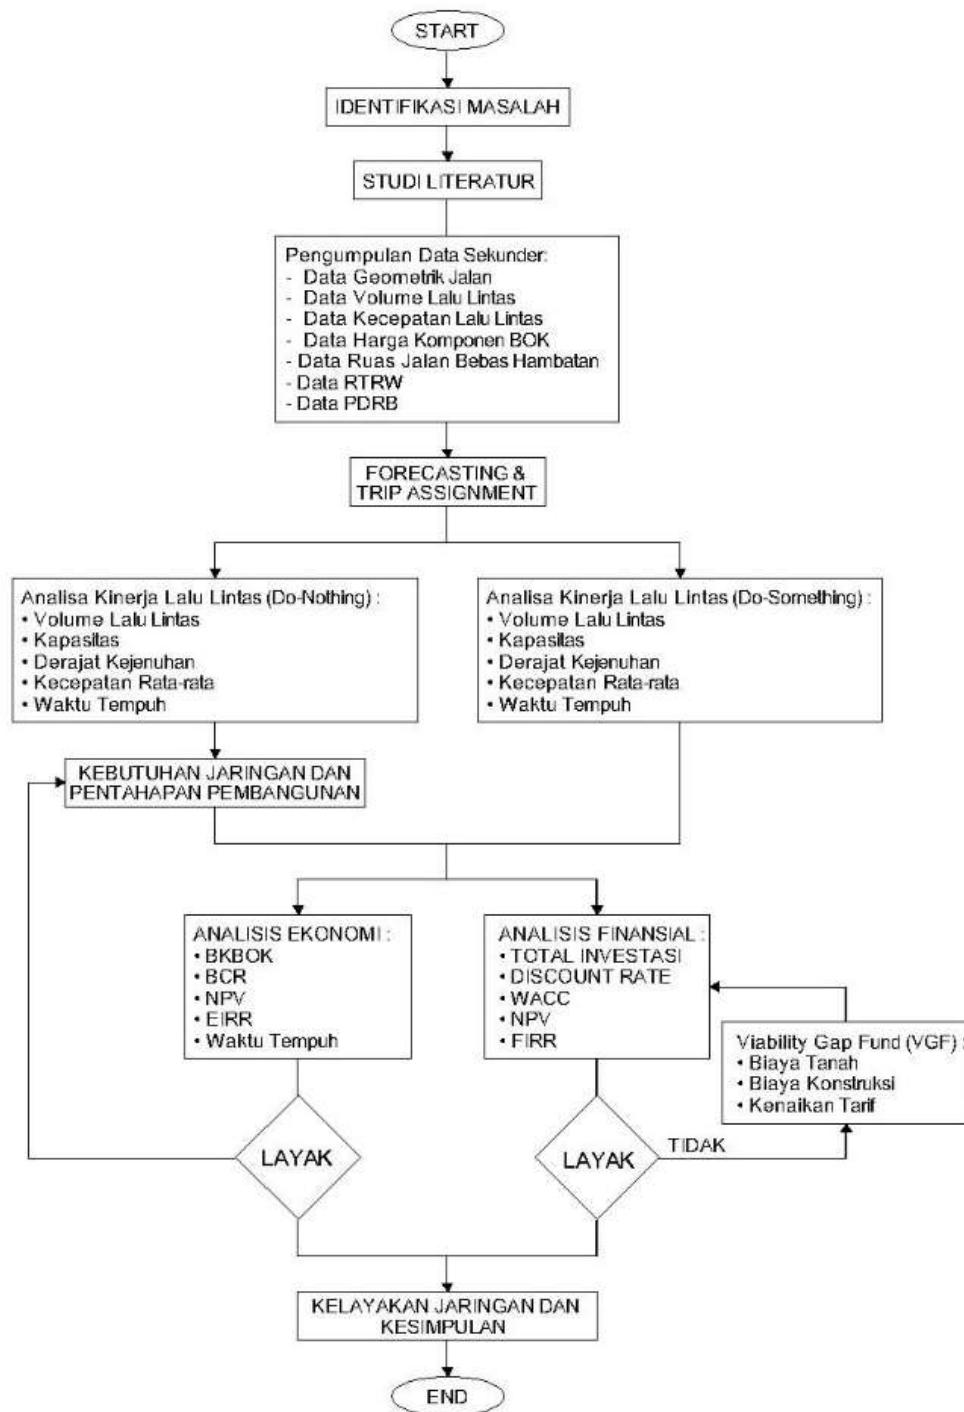 START
IDENTIFIKASI MASALAH
STUDI LITERATUR
Pengumpulan Data Sekunder:
- Data Geometrik Jalan
- Data Volume Lalu Lintas
- Data Kecepatan Lalu Lintas
- Data Harga Komponen BOK
- Data Ruas Jalan Bebas Hambatan
- Data RTRW
- Data PDRB
FORECASTING &
TRIP ASSIGNMENT
Analisa Kinerja Lalu Lintas (Do-Nothing) :
• Volume Lalu Lintas
• Kapasitas
• Derajat Kejenuhan
• Kecepatan Rata-rata
• Waktu Tempuh
Analisa Kinerja Lalu Lintas (Do-Something) :
• Volume Lalu Lintas
• Kapasitas
• Derajat Kejenuhan
• Kecepatan Rata-rata
• Waktu Tempuh
KEBUTUHAN JARINGAN DAN
PENTAHAPAN PEMBANGUNAN
ANALISIS EKONOMI :
• BKBOK
• BCR
• NPV
• EIRR
• Waktu Tempuh
ANALISIS FINANSIAL :
• TOTAL INVESTASI
• DISCOUNT RATE
• WACC
• NPV
• FIRR
Viability Gap Fund (VGF) :
• Biaya Tanah
• Biaya Konstruksi
• Kenaikan Tarif
LAYAK
LAYAK
TIDAK
KELAYAKAN JARINGAN DAN
KESIMPULAN
END